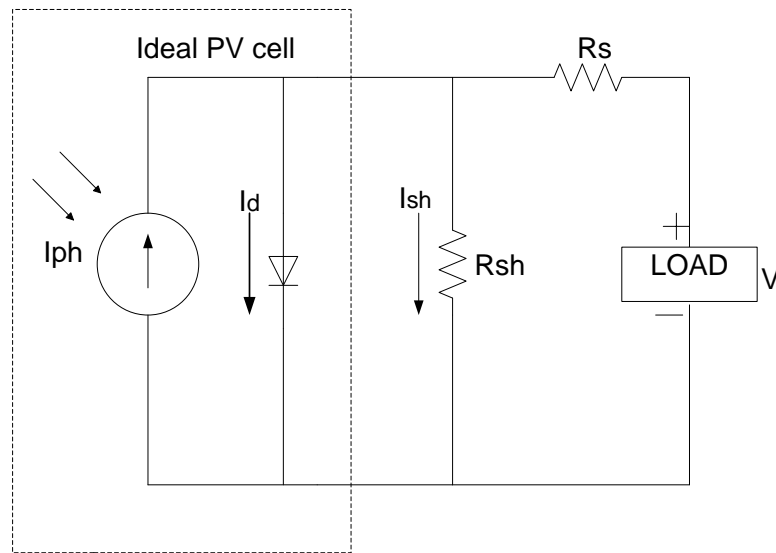 Ideal PV cell
Rs
Id
Ish
Iph
Rsh
+
LOAD
V
−